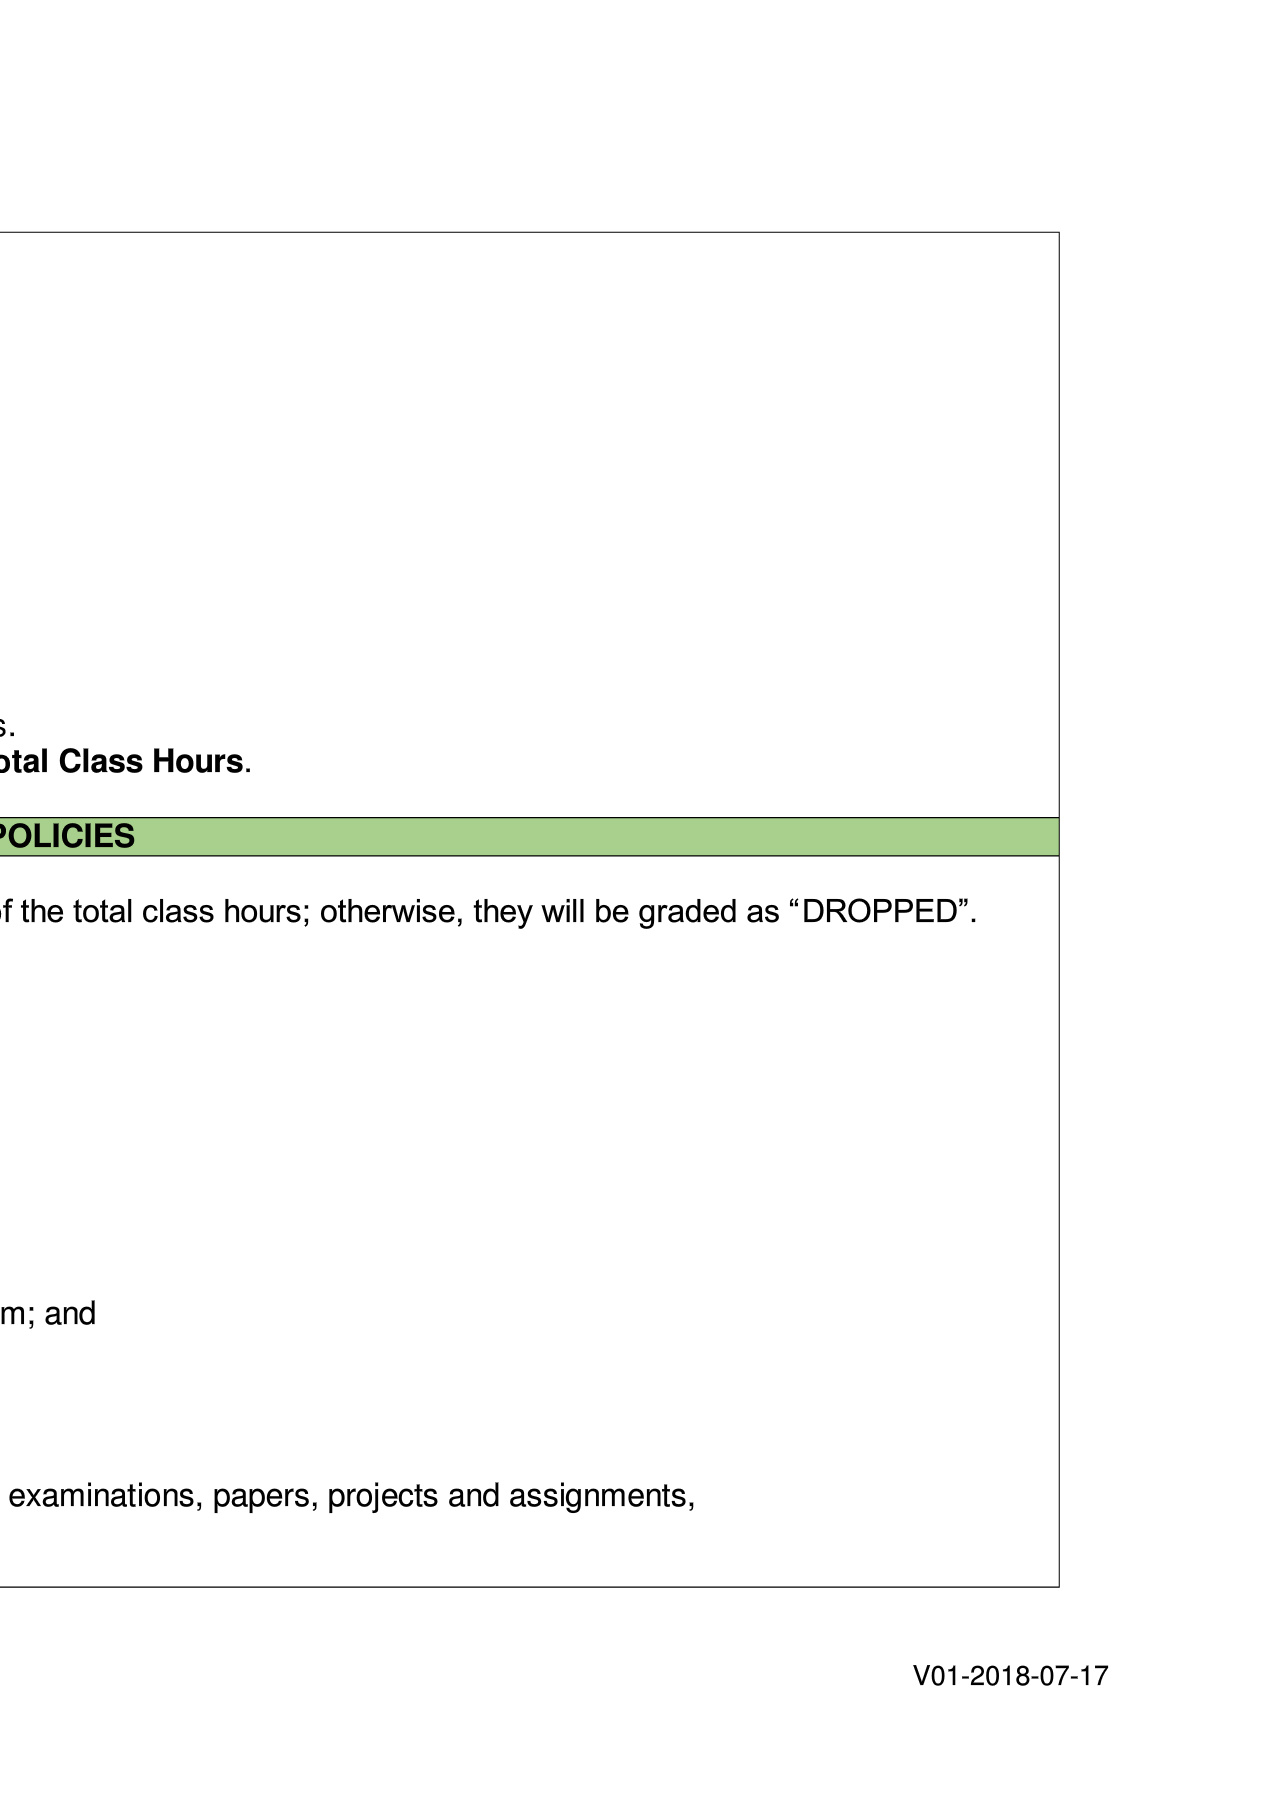 s.
otal Class Hours.
POLICIES
of the total class hours; otherwise, they will be graded as “DROPPED”.
m; and
examinations, papers, projects and assignments,
V01-2018-07-17